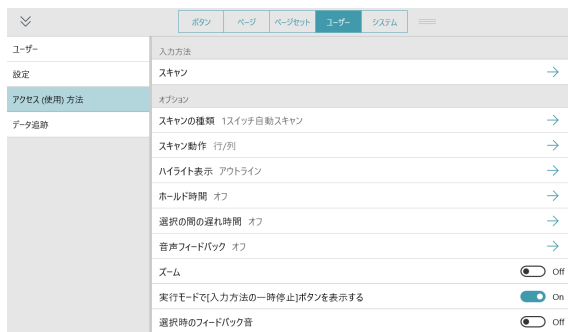 ボタン ページ ページセット ユーザー システム
ユーザー
設定
アクセス (使用) 方法
データ追跡
入力方法
スキャン
オプション
スキャンの種類 1スイッチ自動スキャン
スキャン動作 行/列
ハイライト表示 アウトライン
ホールド時間 オフ
選択の間の遅れ時間 オフ
音声フィードバック オフ
ズーム Off
実行モードで[入力方法の一時停止]ボタンを表示する On
選択時のフィードバック音 Off